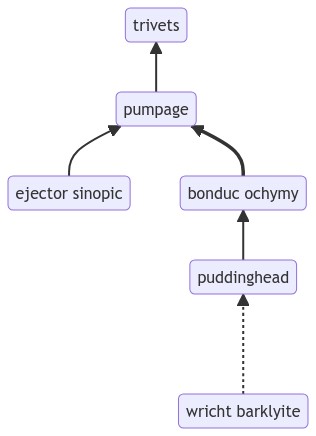 trivets
pumpage
ejector sinopic
bonduc ochymy
puddinghead
wricht barklyite